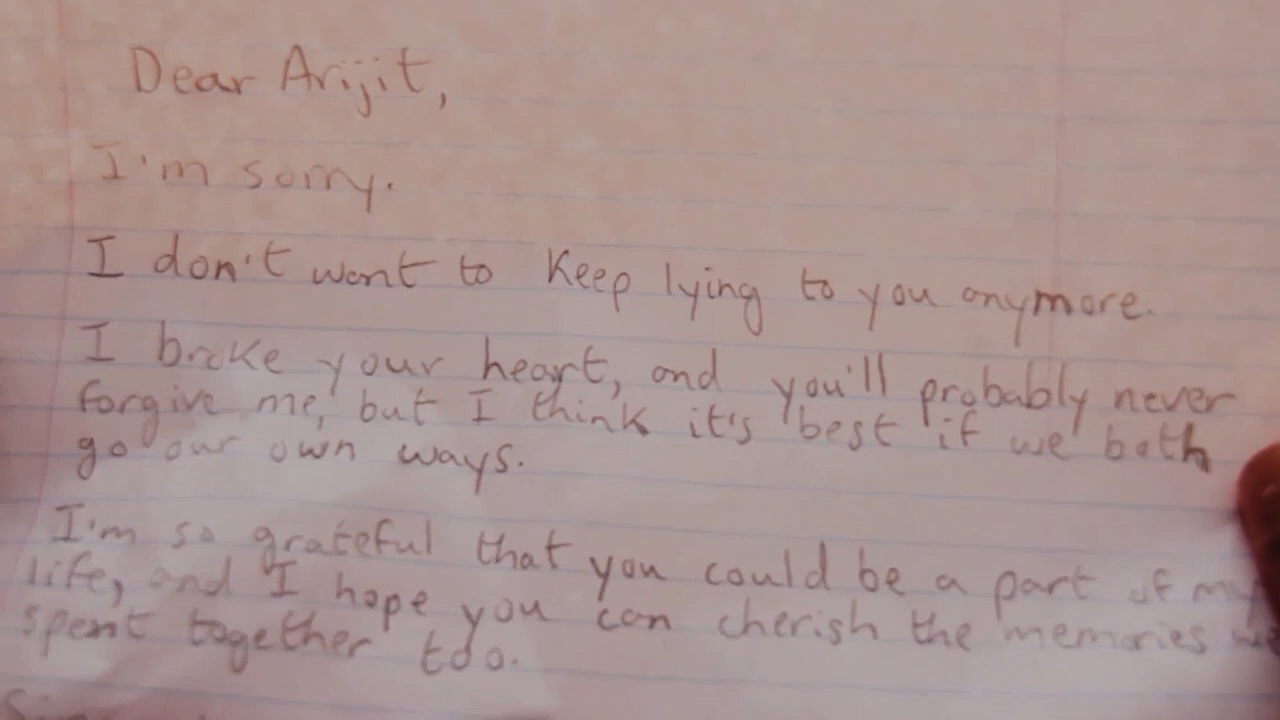 Dear Arijit,
I'm sorry.
I don't want to keep lying to you anymore.
I broke your heart, and you'll probably never
forgive me, but I think it's best if we both
go our own ways.
I'm so grateful that you could be a part of my
life, and I hope you can cherish the memories we
spent together too.